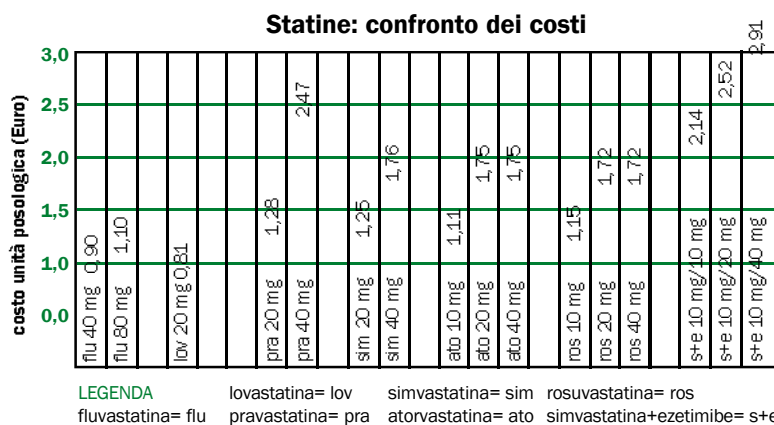 Statine: confronto dei costi
costo unità posologica (Euro)
3,0
2,5
2,0
1,5
1,0
0,0
flu 40 mg 0,90
flu 80 mg 1,10
lov 20 mg 0,81
pra 20 mg 1,28
pra 40 mg 2,47
sim 20 mg 1,25
sim 40 mg 1,76
ato 10 mg 1,11
ato 20 mg 1,75
ato 40 mg 1,75
ros 10 mg 1,15
ros 20 mg 1,72
ros 40 mg 1,72
s+e 10 mg/10 mg 2,14
s+e 10 mg/20 mg 2,52
s+e 10 mg/40 mg 2,91
LEGENDA lovastatina= lov simvastatina= sim rosuvastatina= ros
fluvastatina= flu pravastatina= pra atorvastatina= ato simvastatina+ezetimibe= s+e